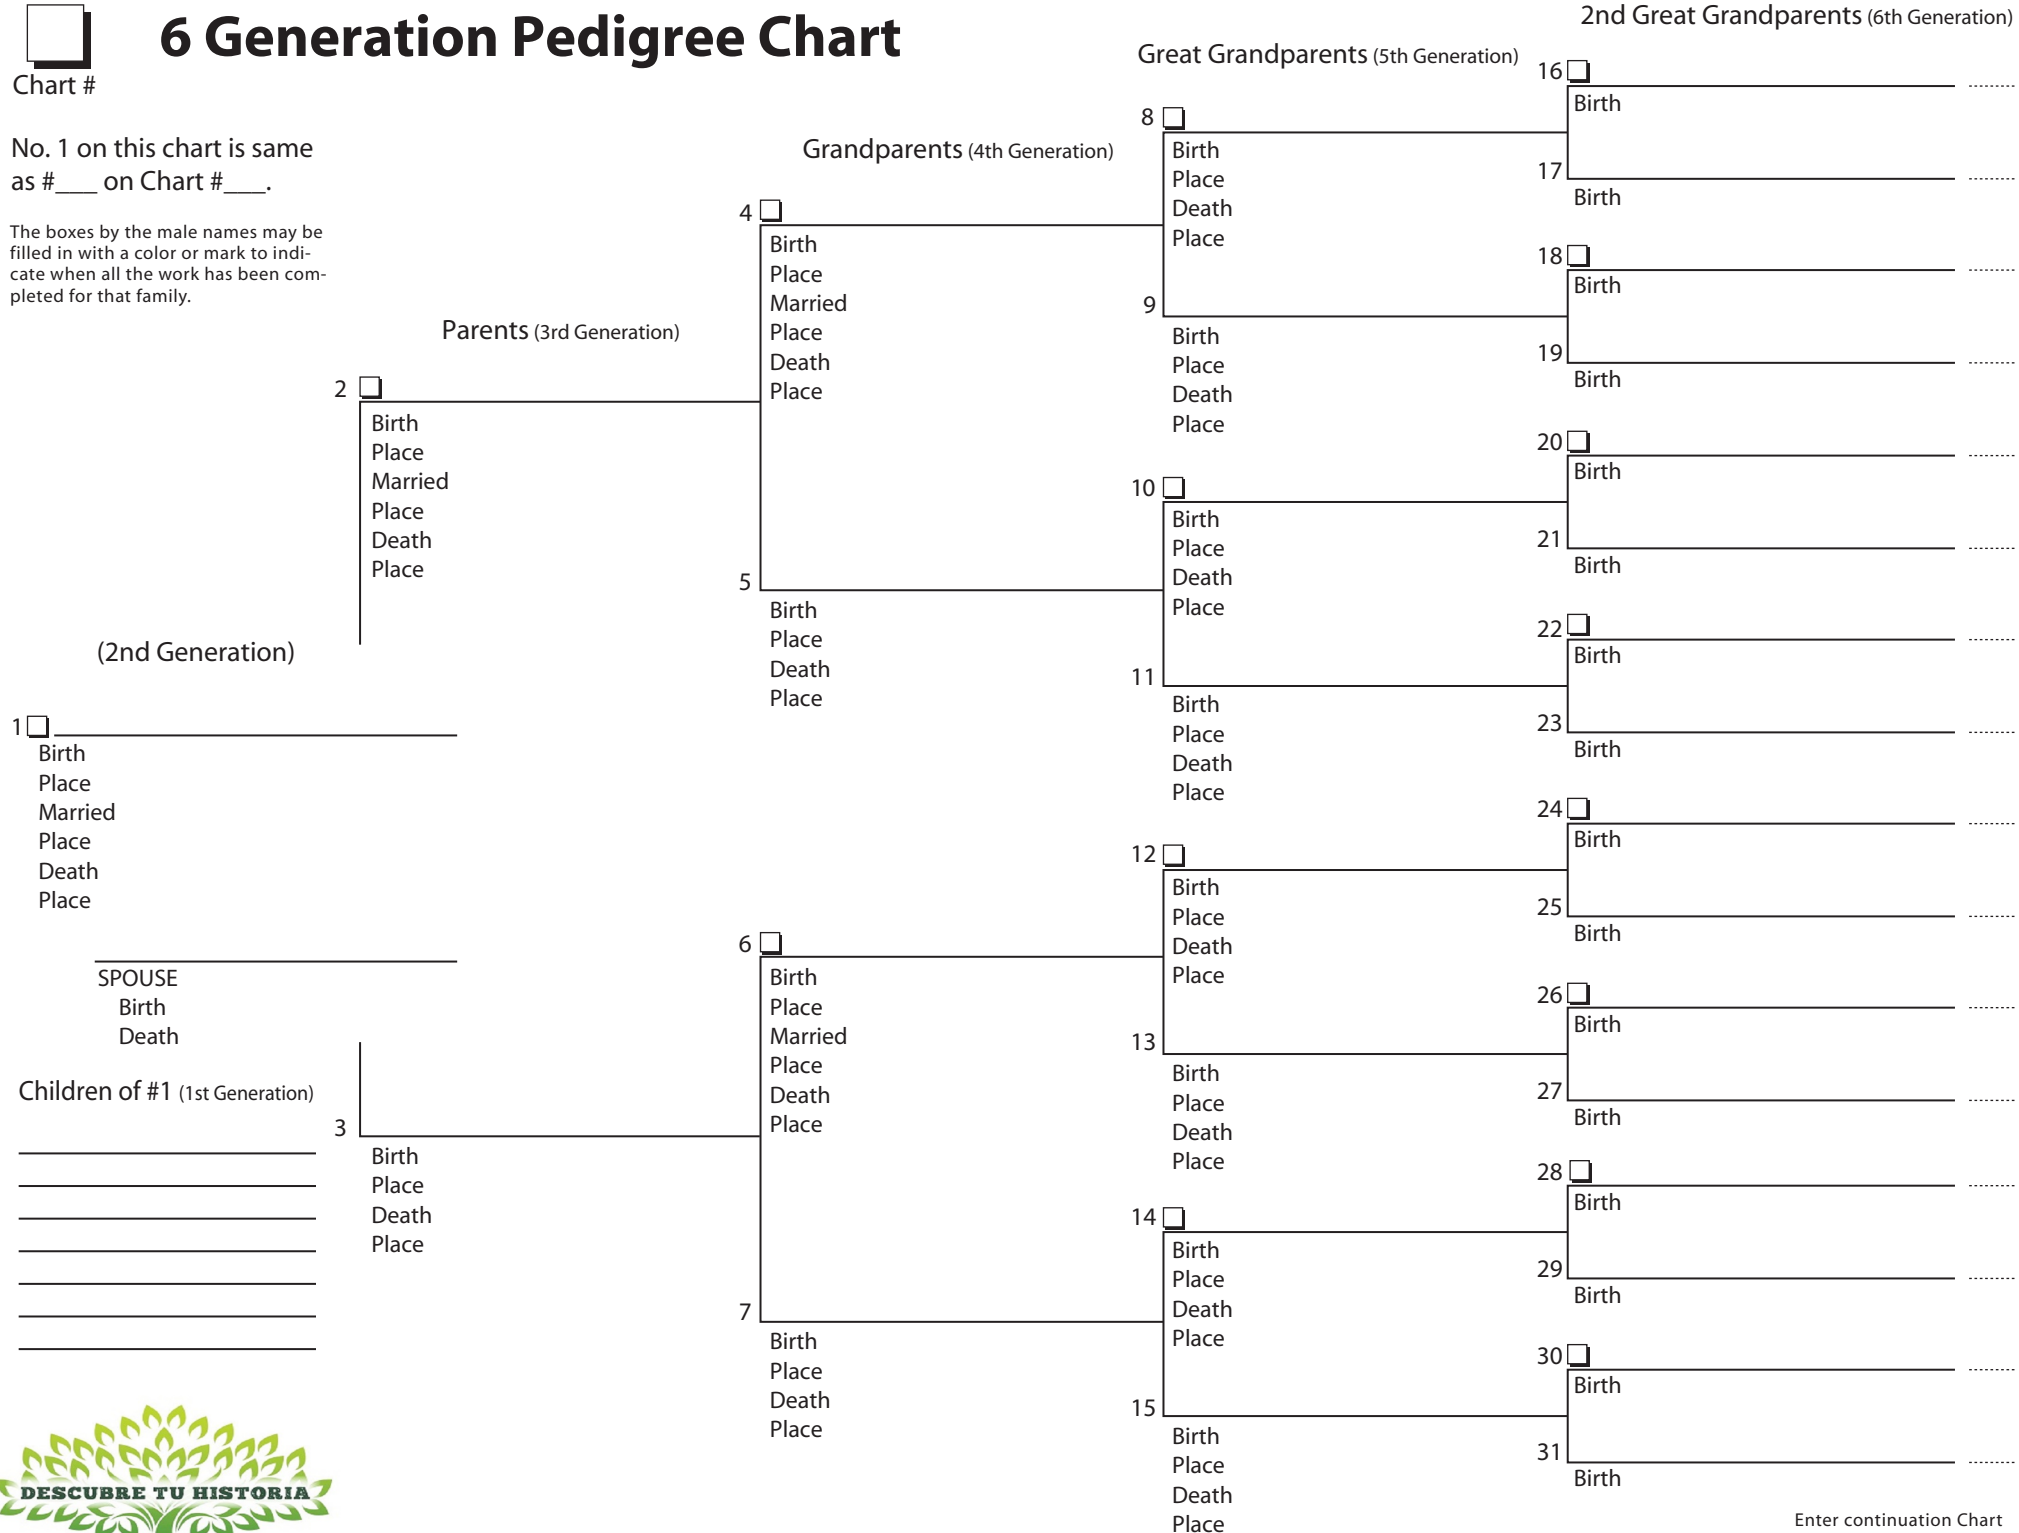 6 Generation Pedigree Chart
Chart #
No. 1 on this chart is same
as #___ on Chart #___.
The boxes by the male names may be
filled in with a color or mark to indi-
cate when all the work has been com-
pleted for that family.
(2nd Generation)
1
Birth
Place
Married
Place
Death
Place
SPOUSE
Birth
Death
Children of #1 (1st Generation)
DESCUBRE TU HISTORIA
Parents (3rd Generation)
2
Birth
Place
Married
Place
Death
Place
3
Birth
Place
Death
Place
Grandparents (4th Generation)
4
Birth
Place
Married
Place
Death
Place
5
Birth
Place
Death
Place
6
Birth
Place
Married
Place
Death
Place
7
Birth
Place
Death
Place
Great Grandparents (5th Generation)
8
Birth
Place
Death
Place
9
Birth
Place
Death
Place
10
Birth
Place
Death
Place
11
Birth
Place
Death
Place
12
Birth
Place
Death
Place
13
Birth
Place
Death
Place
14
Birth
Place
Death
Place
15
Birth
Place
Death
Place
2nd Great Grandparents (6th Generation)
16
Birth
17
Birth
18
Birth
19
Birth
20
Birth
21
Birth
22
Birth
23
Birth
24
Birth
25
Birth
26
Birth
27
Birth
28
Birth
29
Birth
30
Birth
31
Birth
Enter continuation Chart